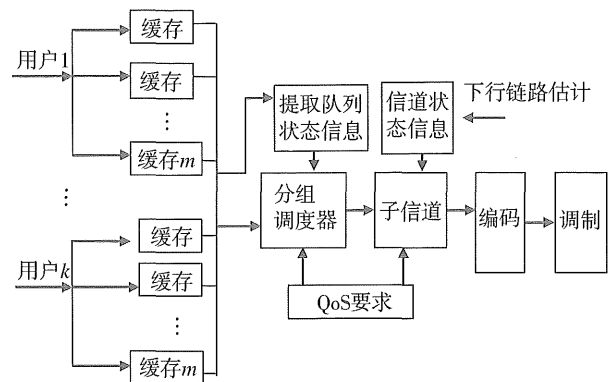 用户1
缓存
缓存
⋮
缓存m
⋮
用户k
缓存
缓存
⋮
缓存m
提取队列
状态信息
信道状
态信息
下行链路估计
分组
调度器
子信道
编码
调制
QoS要求